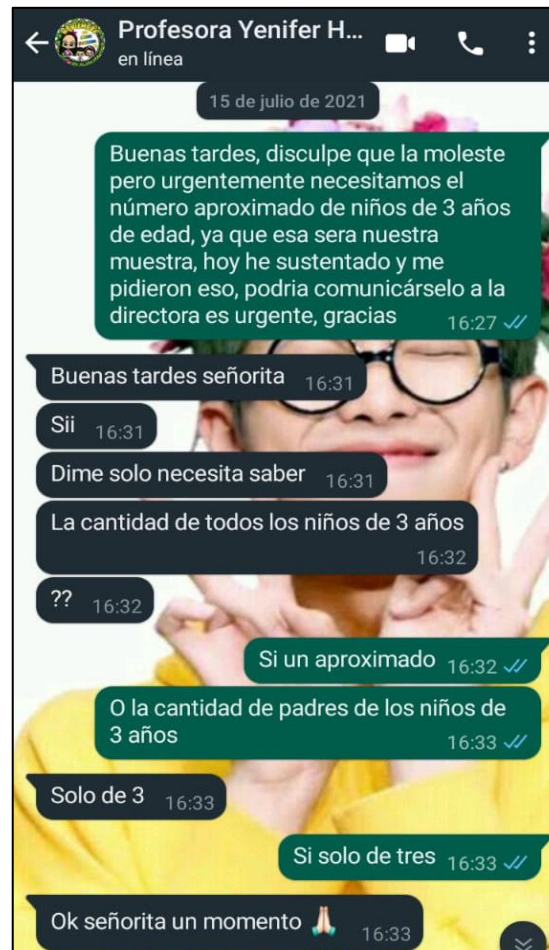 Profesora Yenifer H...
en línea
15 de julio de 2021
Buenas tardes, disculpe que la moleste
pero urgentemente necesitamos el
número aproximado de niños de 3 años
de edad, ya que esa sera nuestra
muestra, hoy he sustentado y me
pidieron eso, podria comunicárselo a la
directora es urgente, gracias 16:27
Buenas tardes señorita 16:31
Sii 16:31
Dime solo necesita saber 16:31
La cantidad de todos los niños de 3 años
16:32
?? 16:32
Si un aproximado 16:32
O la cantidad de padres de los niños de
3 años 16:33
Solo de 3 16:33
Si solo de tres 16:33
Ok señorita un momento 🙏🏻 16:33